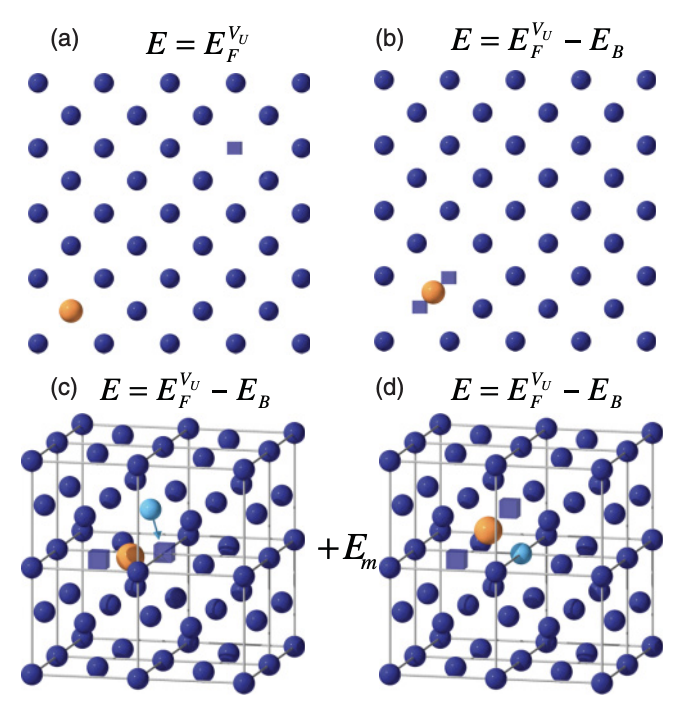 (a) E = E_F^{V_U}
(b) E = E_F^{V_U} − E_B
(c) E = E_F^{V_U} − E_B
(d) E = E_F^{V_U} − E_B
+E_m